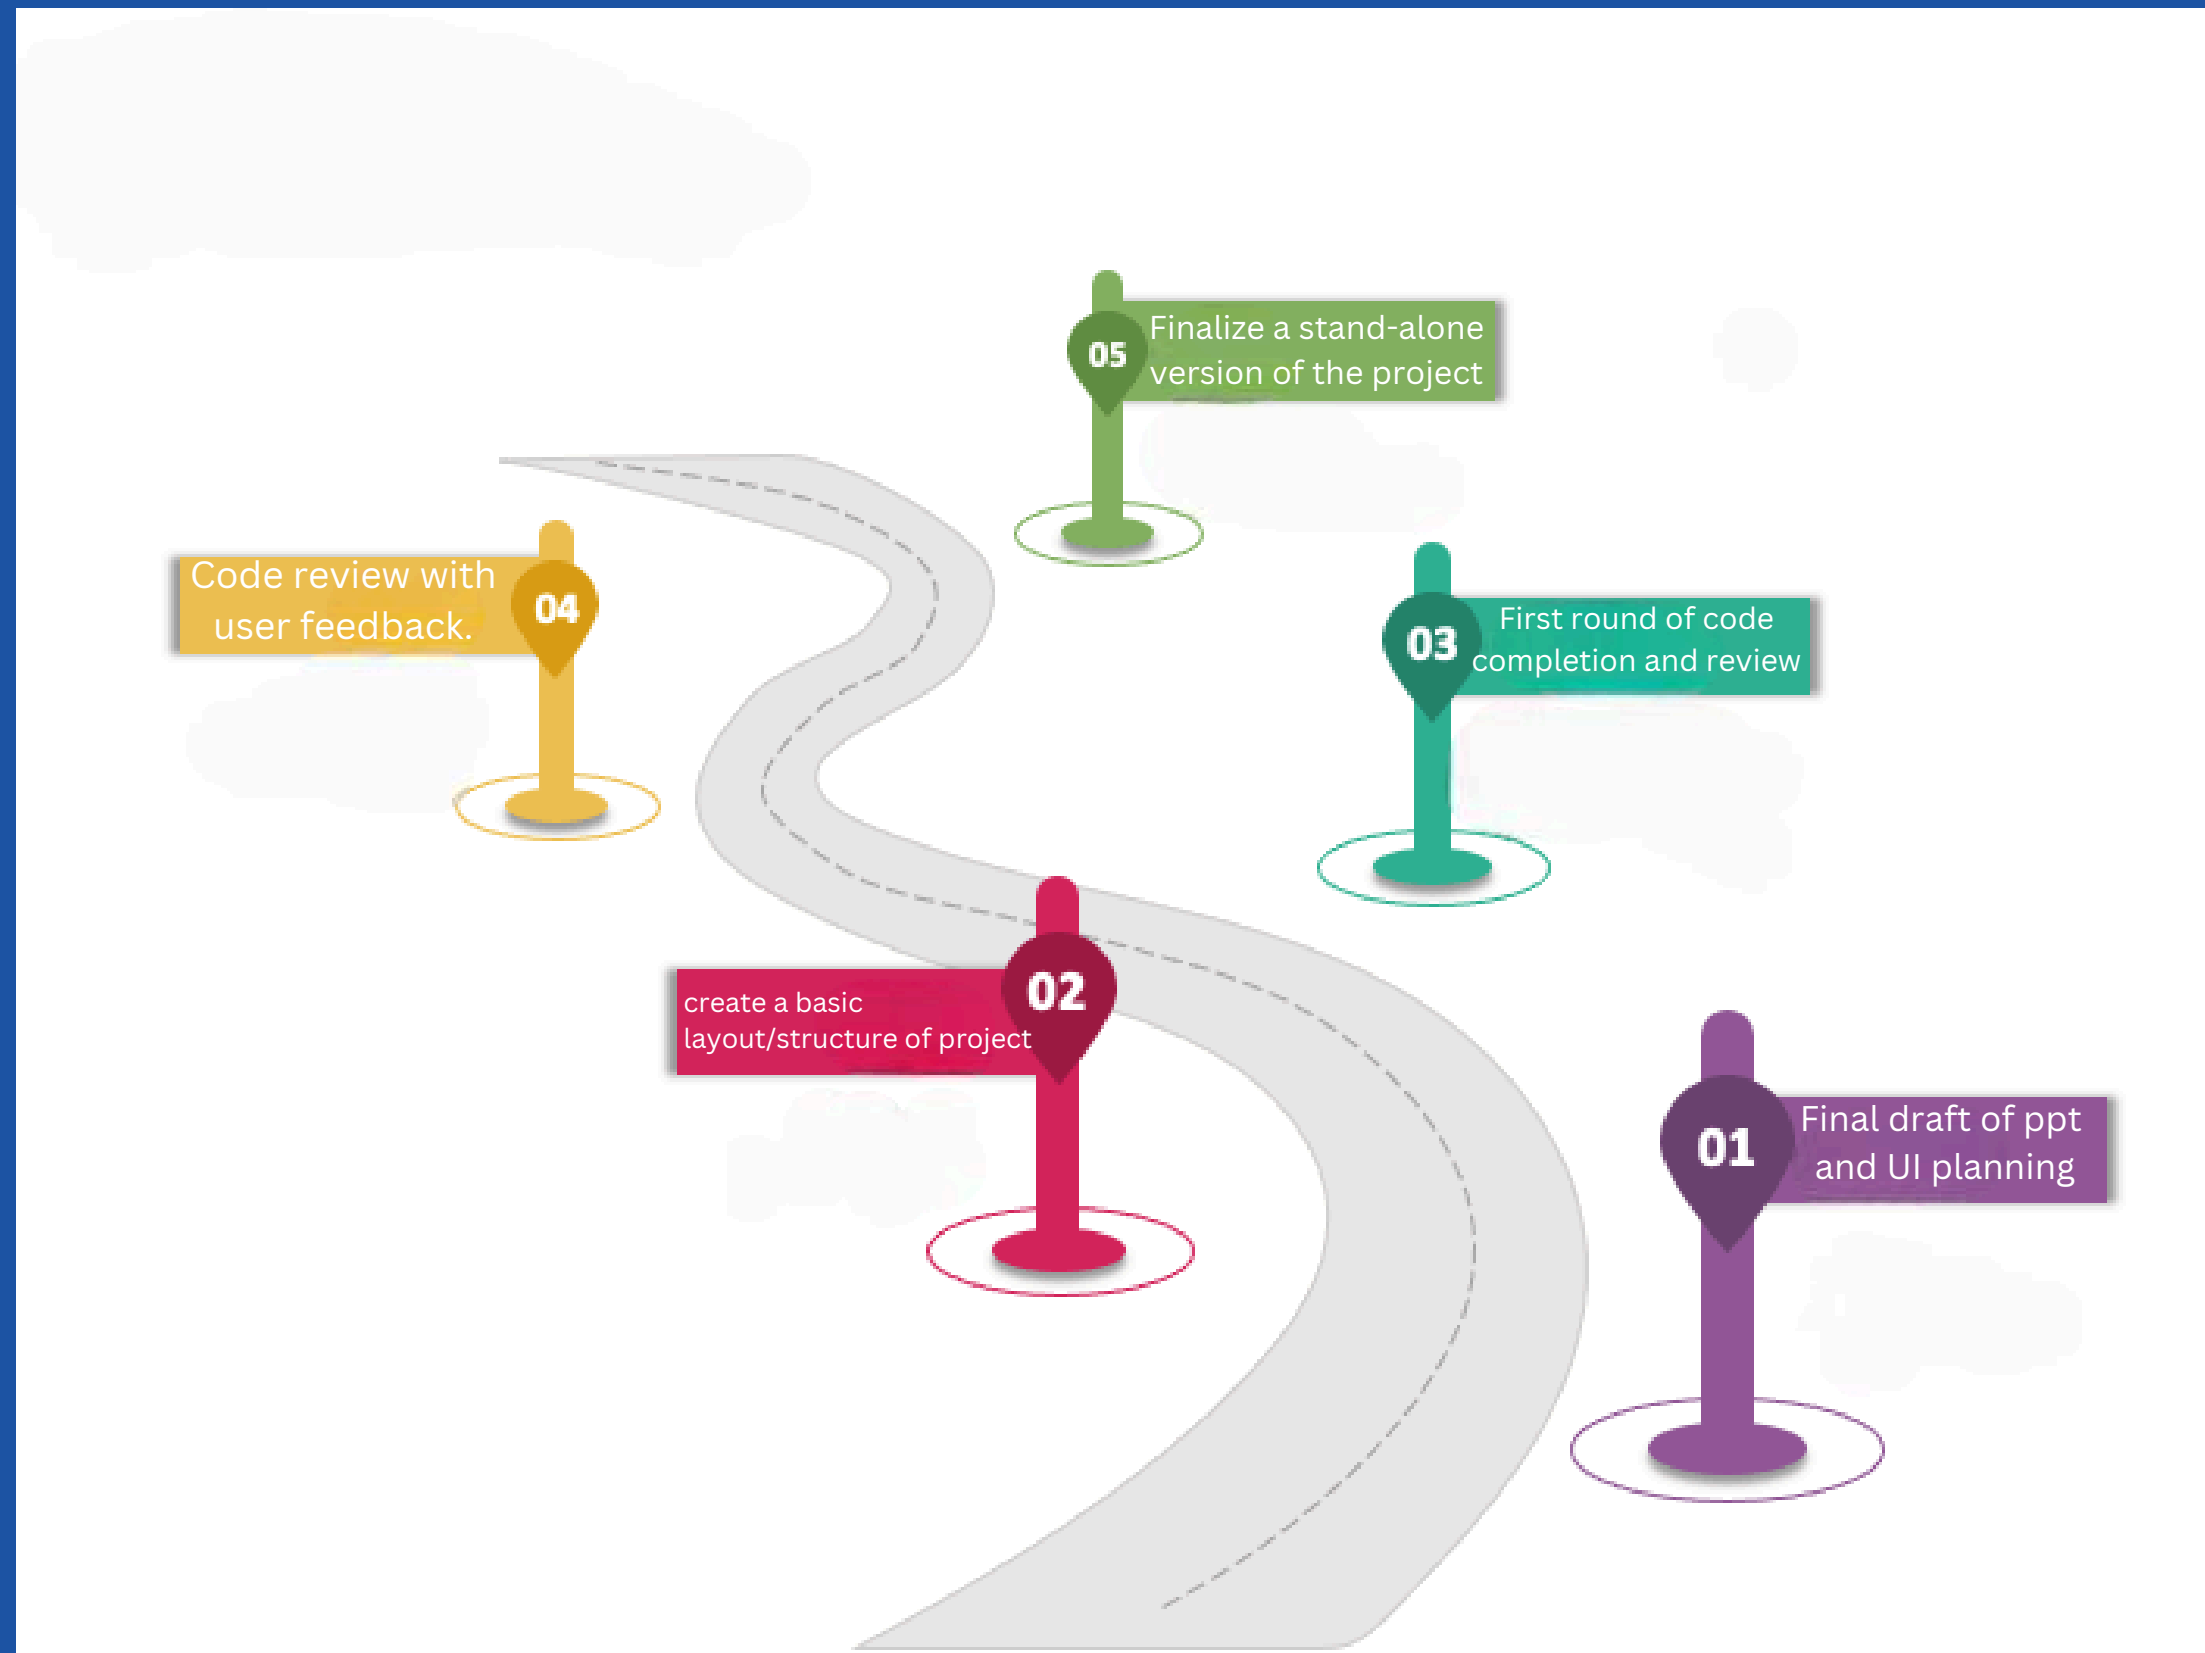 05
Finalize a stand-alone
version of the project
04
Code review with
user feedback.
03
First round of code
completion and review
02
create a basic
layout/structure of project
01
Final draft of ppt
and UI planning